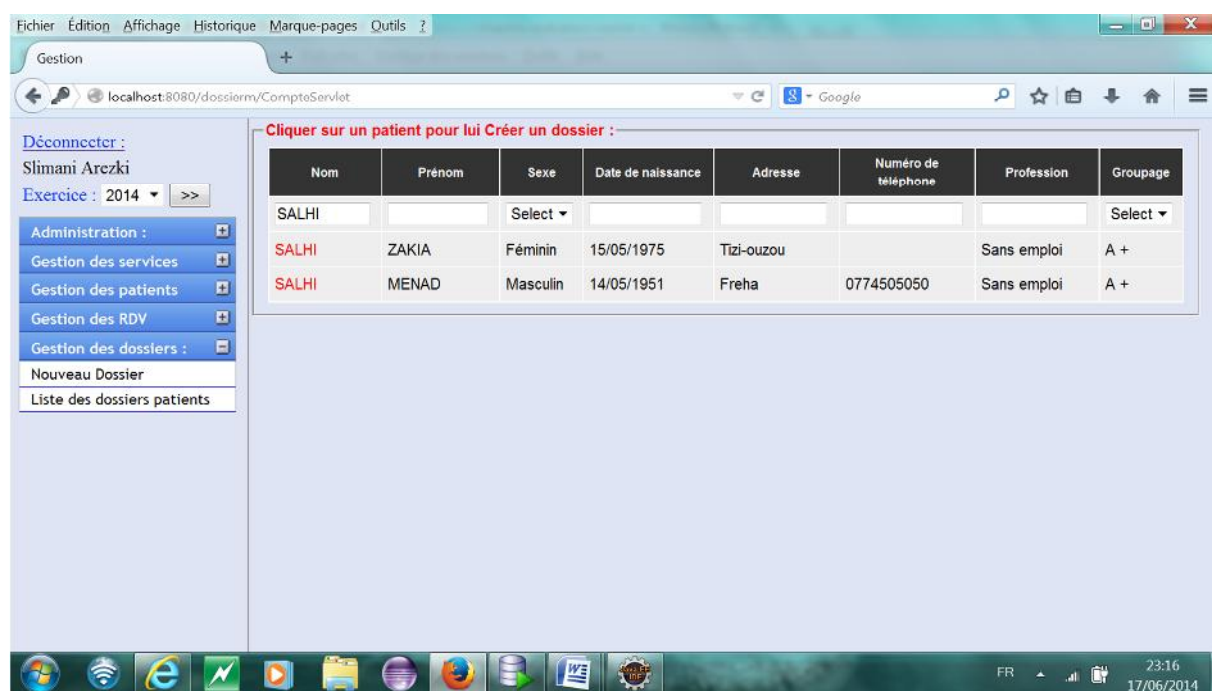 Fichier Édition Affichage Historique Marque-pages Outils ?
Gestion
localhost:8080/dossierm/CompteServlet
Google
Déconnecter :
Slimani Arezki
Exercice : 2014 >>
Administration :
Gestion des services
Gestion des patients
Gestion des RDV
Gestion des dossiers :
Nouveau Dossier
Liste des dossiers patients
Cliquer sur un patient pour lui Créer un dossier :
Nom Prénom Sexe Date de naissance Adresse Numéro de téléphone Profession Groupage
SALHI Select Select
SALHI ZAKIA Féminin 15/05/1975 Tizi-ouzou Sans emploi A +
SALHI MENAD Masculin 14/05/1951 Freha 0774505050 Sans emploi A +
FR 23:16
17/06/2014